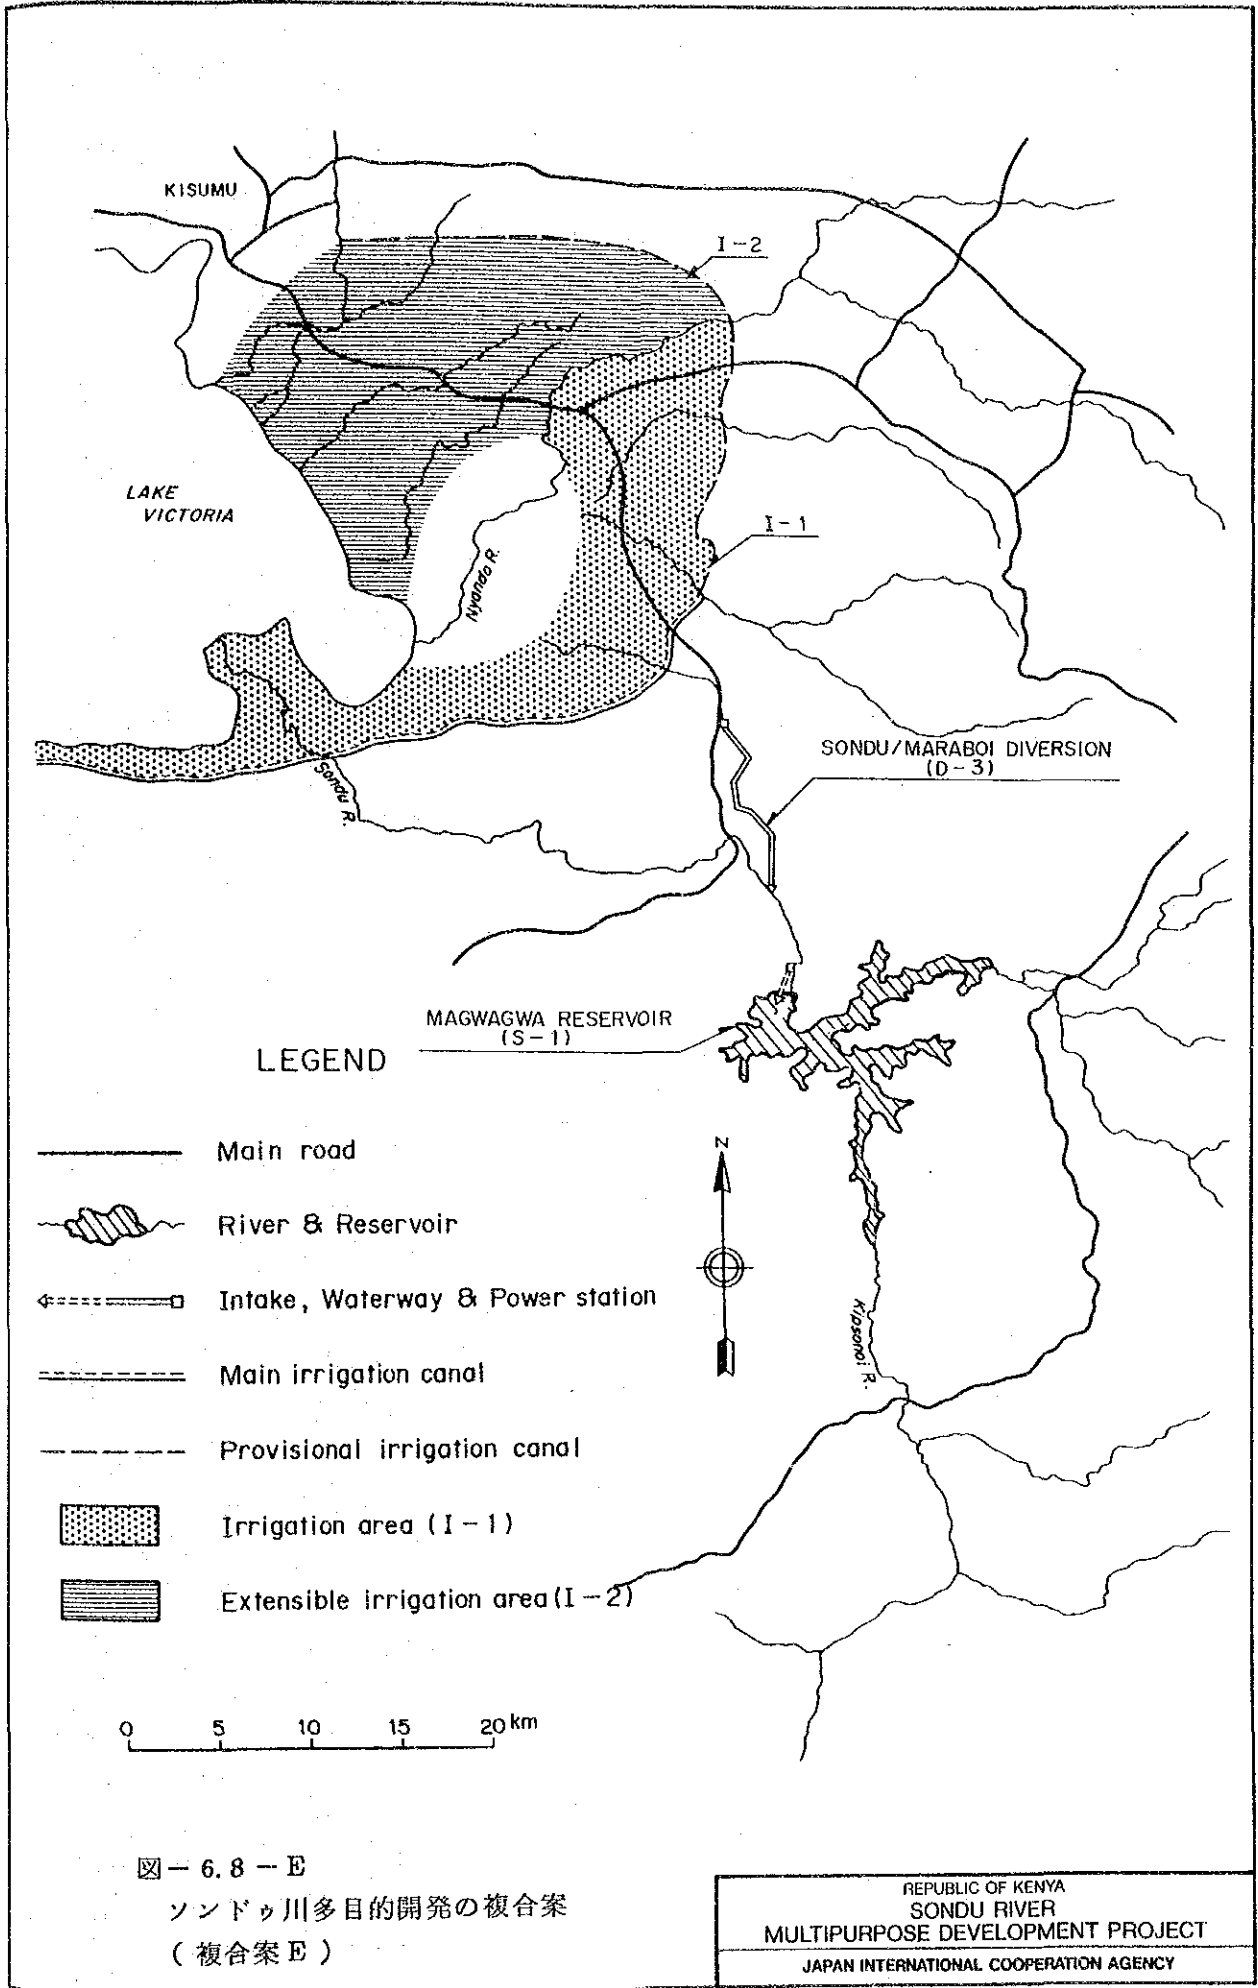 KISUMU
I-2
LAKE
VICTORIA
I-1
Nyando R.
SONDU/MARABOI DIVERSION
(D-3)
Sondu R.
MAGWAGWA RESERVOIR
(S-1)
LEGEND
Main road
N
River & Reservoir
Intake, Waterway & Power station
Kipsonoi R.
Main irrigation canal
Provisional irrigation canal
Irrigation area (I-1)
Extensible irrigation area (I-2)
0 5 10 15 20 km
図-6.8-E
ソンドゥ川多目的開発の複合案
(複合案E)
REPUBLIC OF KENYA
SONDU RIVER
MULTIPURPOSE DEVELOPMENT PROJECT
JAPAN INTERNATIONAL COOPERATION AGENCY